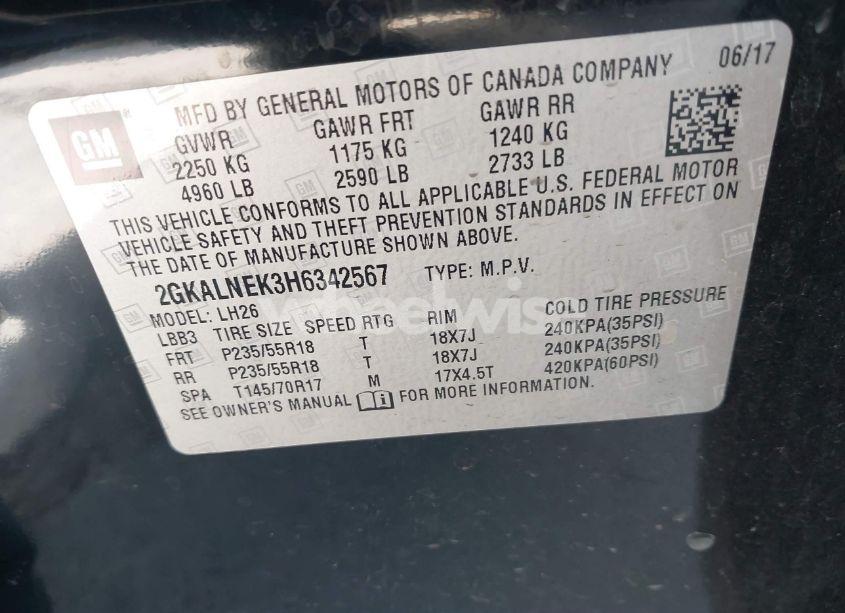 06/17
MFD BY GENERAL MOTORS OF CANADA COMPANY
GM
GVWR GAWR FRT GAWR RR
2250 KG 1175 KG 1240 KG
4960 LB 2590 LB 2733 LB
THIS VEHICLE CONFORMS TO ALL APPLICABLE U.S. FEDERAL MOTOR
VEHICLE SAFETY AND THEFT PREVENTION STANDARDS IN EFFECT ON
THE DATE OF MANUFACTURE SHOWN ABOVE.
2GKALNEK3H6342567 TYPE: M.P.V.
MODEL: LH26
LBB3 TIRE SIZE SPEED RTG RIM COLD TIRE PRESSURE
FRT P235/55R18 T 18X7J 240KPA(35PSI)
RR P235/55R18 T 18X7J 240KPA(35PSI)
SPA T145/70R17 M 17X4.5T 420KPA(60PSI)
SEE OWNER'S MANUAL FOR MORE INFORMATION.